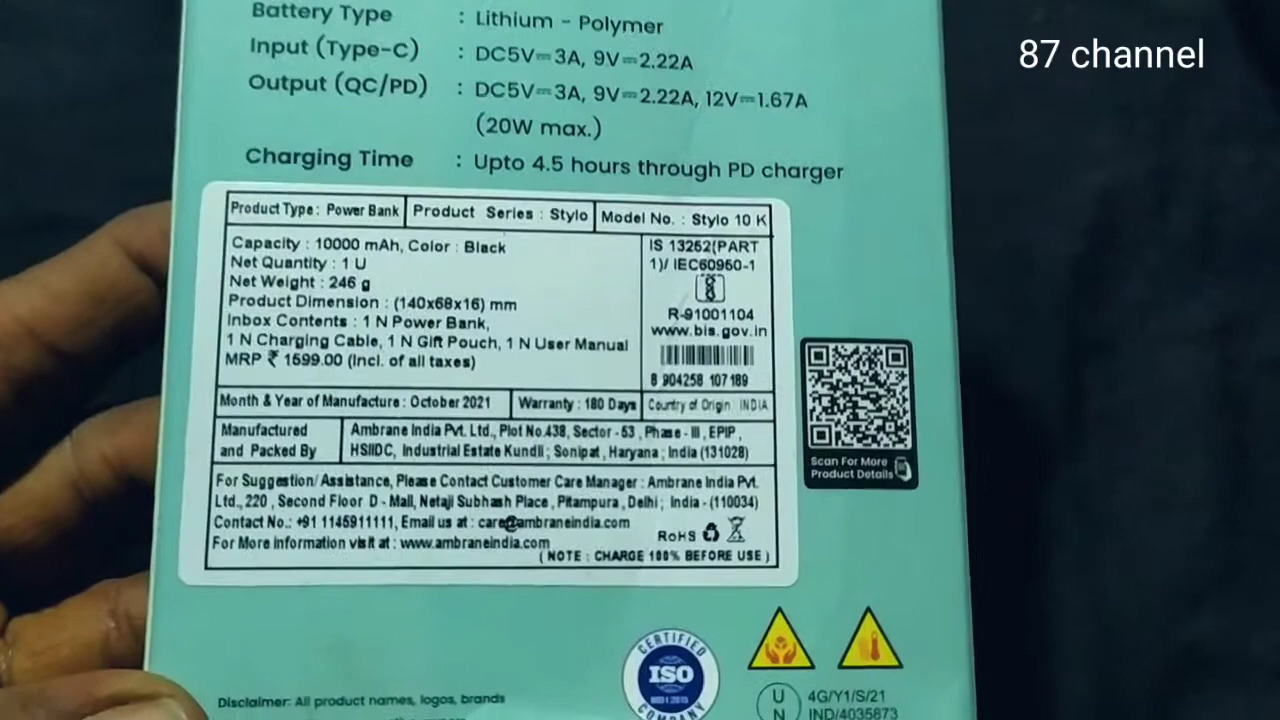 Battery Type : Lithium - Polymer
87 channel
Input (Type-C) : DC5V⎓3A, 9V⎓2.22A
Output (QC/PD) : DC5V⎓3A, 9V⎓2.22A, 12V⎓1.67A
(20W max.)
Charging Time : Upto 4.5 hours through PD charger
Product Type : Power Bank Product Series : Stylo Model No. : Stylo 10 K
Capacity : 10000 mAh, Color : Black
Net Quantity : 1 U
Net Weight : 246 g
Product Dimension : (140x68x16) mm
Inbox Contents : 1 N Power Bank,
1 N Charging Cable, 1 N Gift Pouch, 1 N User Manual
MRP ₹ 1599.00 (Incl. of all taxes)
IS 13252(PART
1)/ IEC60950-1
R-91001104
www.bis.gov.in
8 904258 107189
Month & Year of Manufacture : October 2021 Warranty : 180 Days Country of Origin : INDIA
Manufactured
and Packed By
Ambrane India Pvt. Ltd., Plot No.438, Sector - 53 , Phase - III , EPIP ,
HSIIDC, Industrial Estate Kundli ; Sonipat , Haryana ; India (131028)
For Suggestion/ Assistance, Please Contact Customer Care Manager : Ambrane India Pvt.
Ltd., 220 , Second Floor D - Mall, Netaji Subhash Place , Pitampura , Delhi ; India - (110034)
Contact No.: +91 1145911111, Email us at : care@ambraneindia.com
For More Information visit at : www.ambraneindia.com
RoHS
( NOTE : CHARGE 100% BEFORE USE )
Scan For More
Product Details
CERTIFIED
ISO
9001:2015
COMPANY
Disclaimer: All product names, logos, brands
U
N
4G/Y1/S/21
IND/4035873